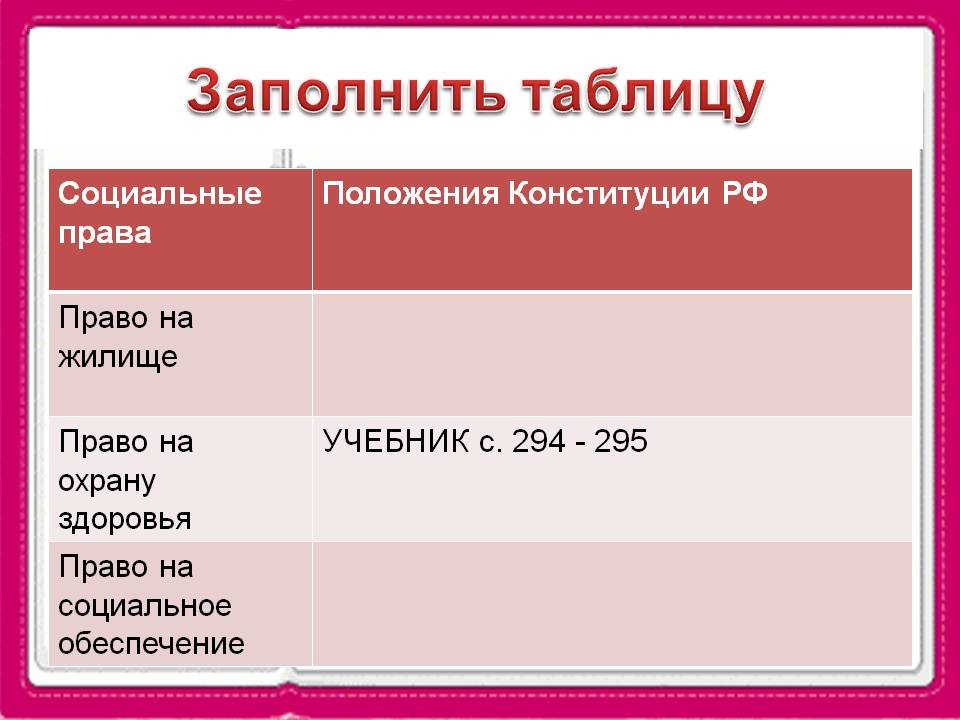 Заполнить таблицу
Социальные
права
Положения Конституции РФ
Право на
жилище
Право на
охрану
здоровья
УЧЕБНИК с. 294 - 295
Право на
социальное
обеспечение